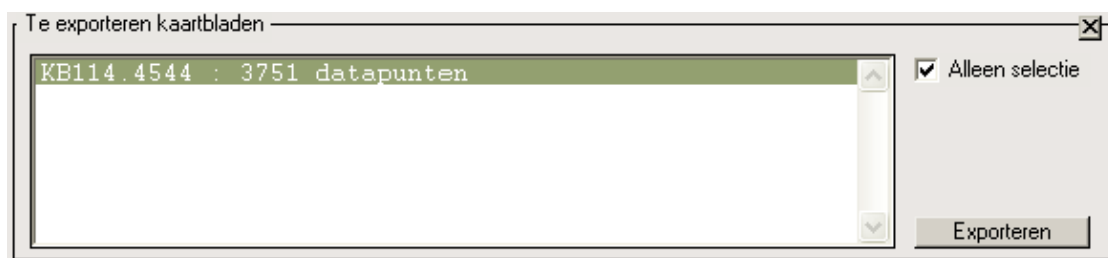 Te exporteren kaartbladen
KB114.4544 : 3751 datapunten
Alleen selectie
Exporteren